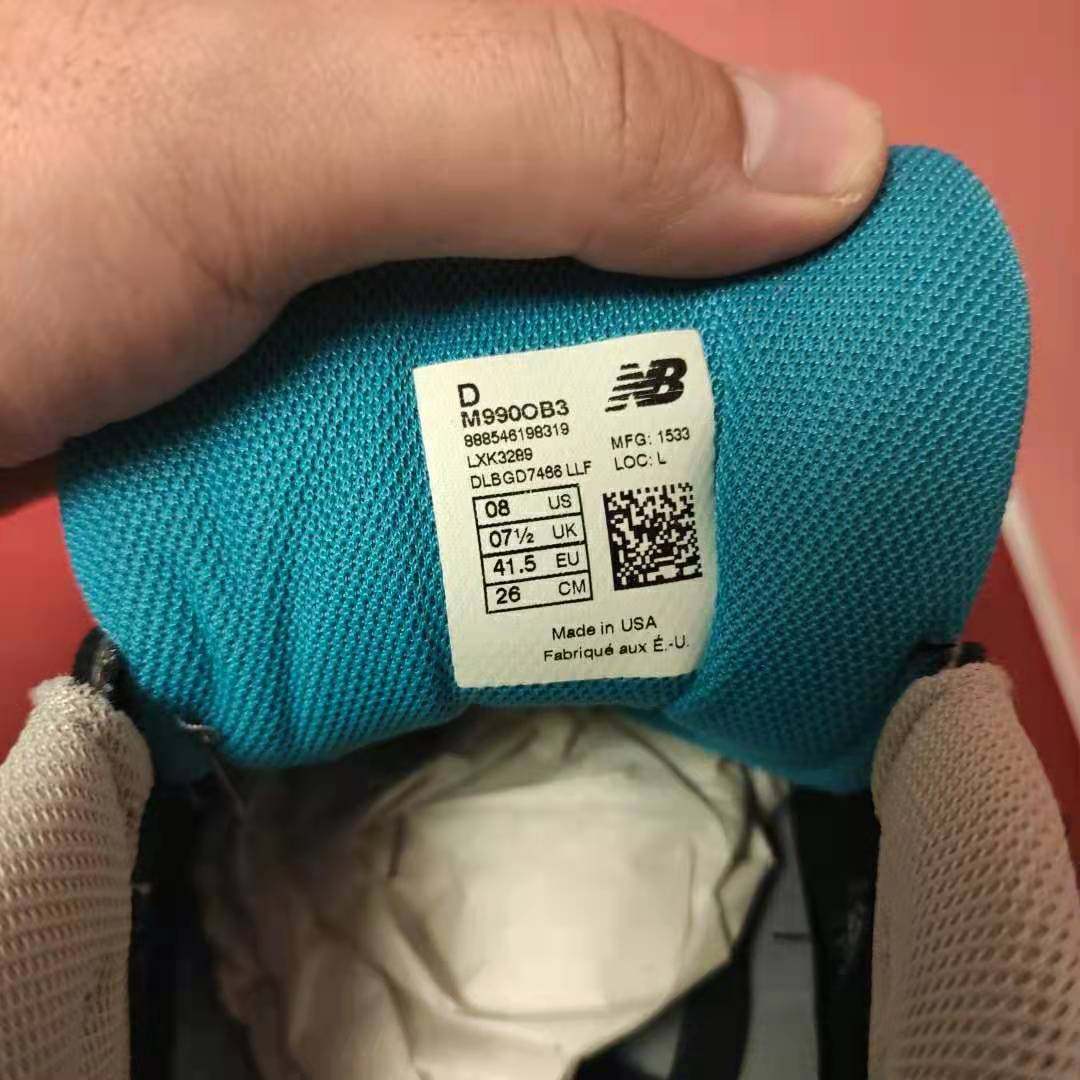 D
NB
M990OB3
888546198319
MFG: 1533
LXK3289
LOC: L
DLBGD7466 LLF
08 US
07½ UK
41.5 EU
26 CM
Made in USA
Fabriqué aux É.-U.